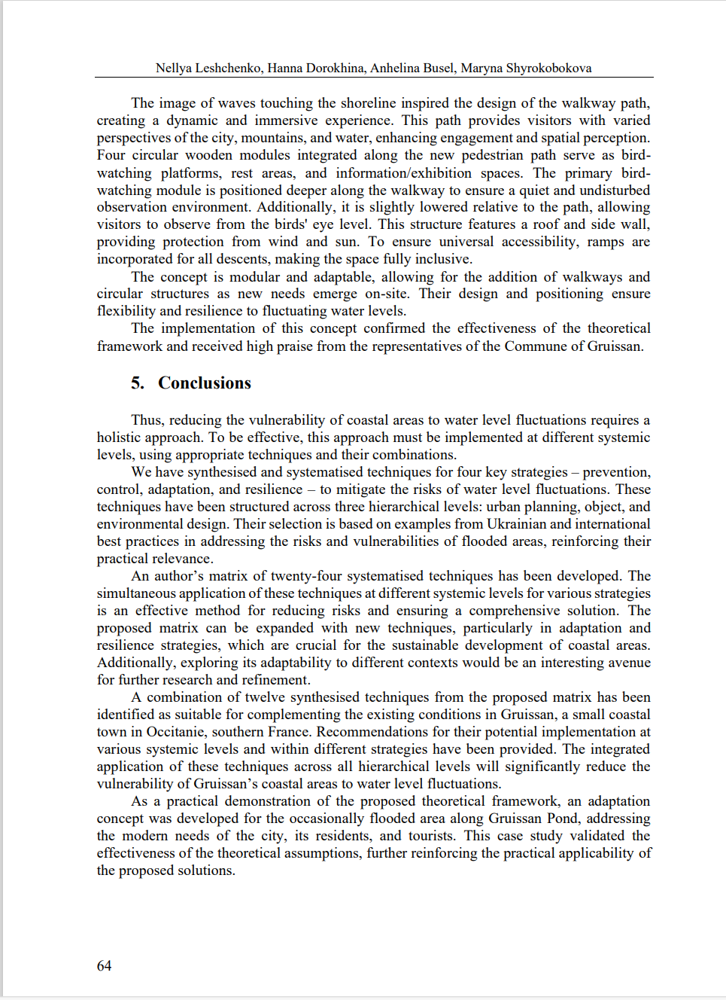 Nellya Leshchenko, Hanna Dorokhina, Anhelina Busel, Maryna Shyrokobokova
The image of waves touching the shoreline inspired the design of the walkway path,
creating a dynamic and immersive experience. This path provides visitors with varied
perspectives of the city, mountains, and water, enhancing engagement and spatial perception.
Four circular wooden modules integrated along the new pedestrian path serve as bird-
watching platforms, rest areas, and information/exhibition spaces. The primary bird-
watching module is positioned deeper along the walkway to ensure a quiet and undisturbed
observation environment. Additionally, it is slightly lowered relative to the path, allowing
visitors to observe from the birds' eye level. This structure features a roof and side wall,
providing protection from wind and sun. To ensure universal accessibility, ramps are
incorporated for all descents, making the space fully inclusive.
The concept is modular and adaptable, allowing for the addition of walkways and
circular structures as new needs emerge on-site. Their design and positioning ensure
flexibility and resilience to fluctuating water levels.
The implementation of this concept confirmed the effectiveness of the theoretical
framework and received high praise from the representatives of the Commune of Gruissan.
5. Conclusions
Thus, reducing the vulnerability of coastal areas to water level fluctuations requires a
holistic approach. To be effective, this approach must be implemented at different systemic
levels, using appropriate techniques and their combinations.
We have synthesised and systematised techniques for four key strategies – prevention,
control, adaptation, and resilience – to mitigate the risks of water level fluctuations. These
techniques have been structured across three hierarchical levels: urban planning, object, and
environmental design. Their selection is based on examples from Ukrainian and international
best practices in addressing the risks and vulnerabilities of flooded areas, reinforcing their
practical relevance.
An author’s matrix of twenty-four systematised techniques has been developed. The
simultaneous application of these techniques at different systemic levels for various strategies
is an effective method for reducing risks and ensuring a comprehensive solution. The
proposed matrix can be expanded with new techniques, particularly in adaptation and
resilience strategies, which are crucial for the sustainable development of coastal areas.
Additionally, exploring its adaptability to different contexts would be an interesting avenue
for further research and refinement.
A combination of twelve synthesised techniques from the proposed matrix has been
identified as suitable for complementing the existing conditions in Gruissan, a small coastal
town in Occitanie, southern France. Recommendations for their potential implementation at
various systemic levels and within different strategies have been provided. The integrated
application of these techniques across all hierarchical levels will significantly reduce the
vulnerability of Gruissan’s coastal areas to water level fluctuations.
As a practical demonstration of the proposed theoretical framework, an adaptation
concept was developed for the occasionally flooded area along Gruissan Pond, addressing
the modern needs of the city, its residents, and tourists. This case study validated the
effectiveness of the theoretical assumptions, further reinforcing the practical applicability of
the proposed solutions.
64